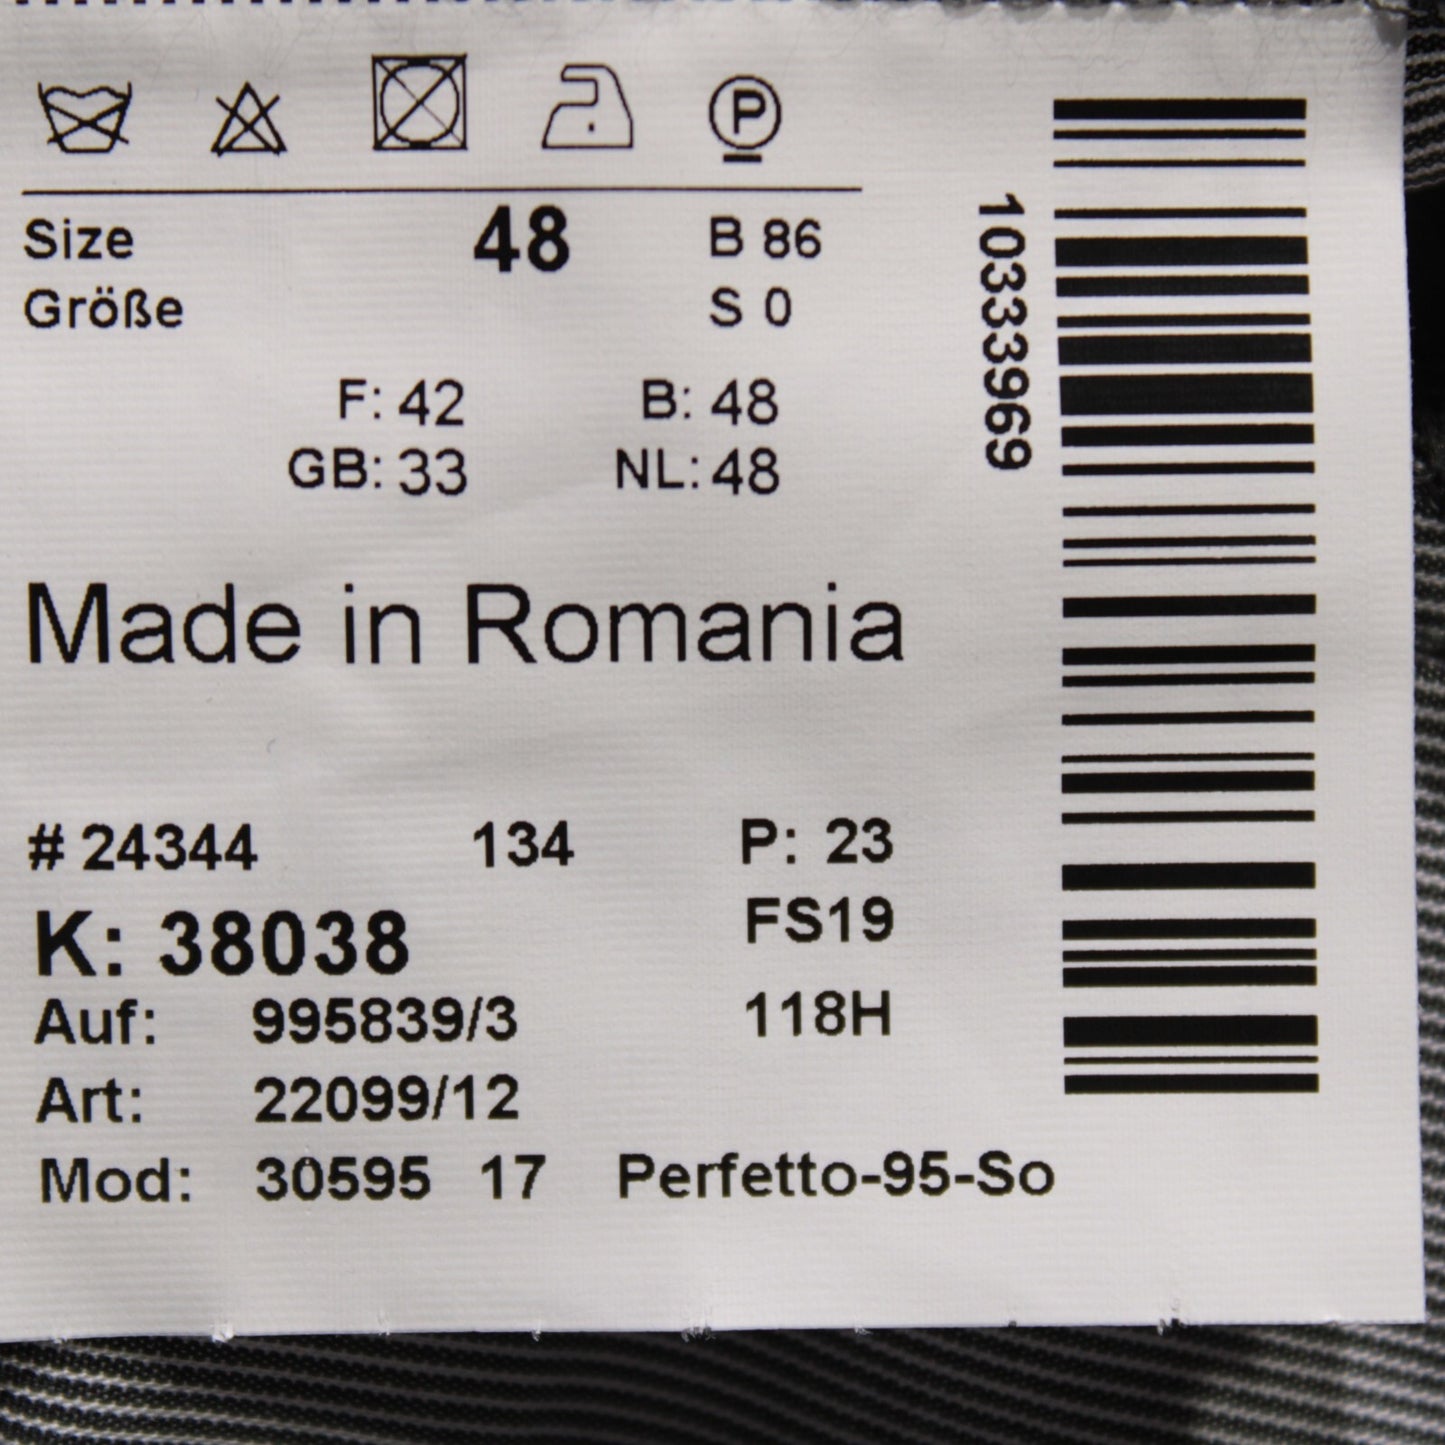 P
Size 48 B 86
Größe S 0
F: 42 B: 48
GB: 33 NL: 48
Made in Romania
# 24344 134 P: 23
K: 38038 FS19
Auf: 995839/3 118H
Art: 22099/12
Mod: 30595 17 Perfetto-95-So
10333969